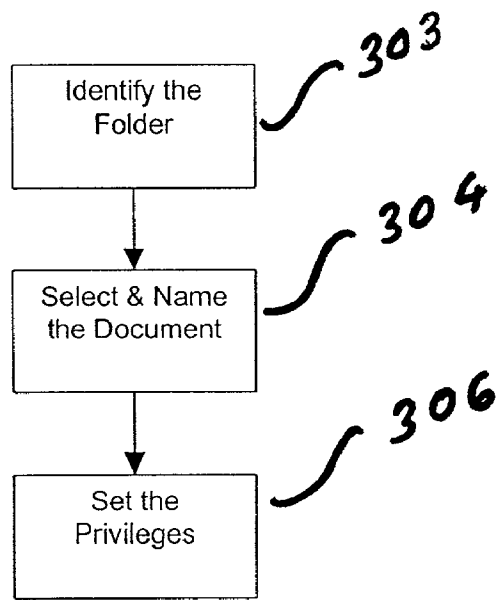 303
Identify the
Folder
304
Select & Name
the Document
306
Set the
Privileges